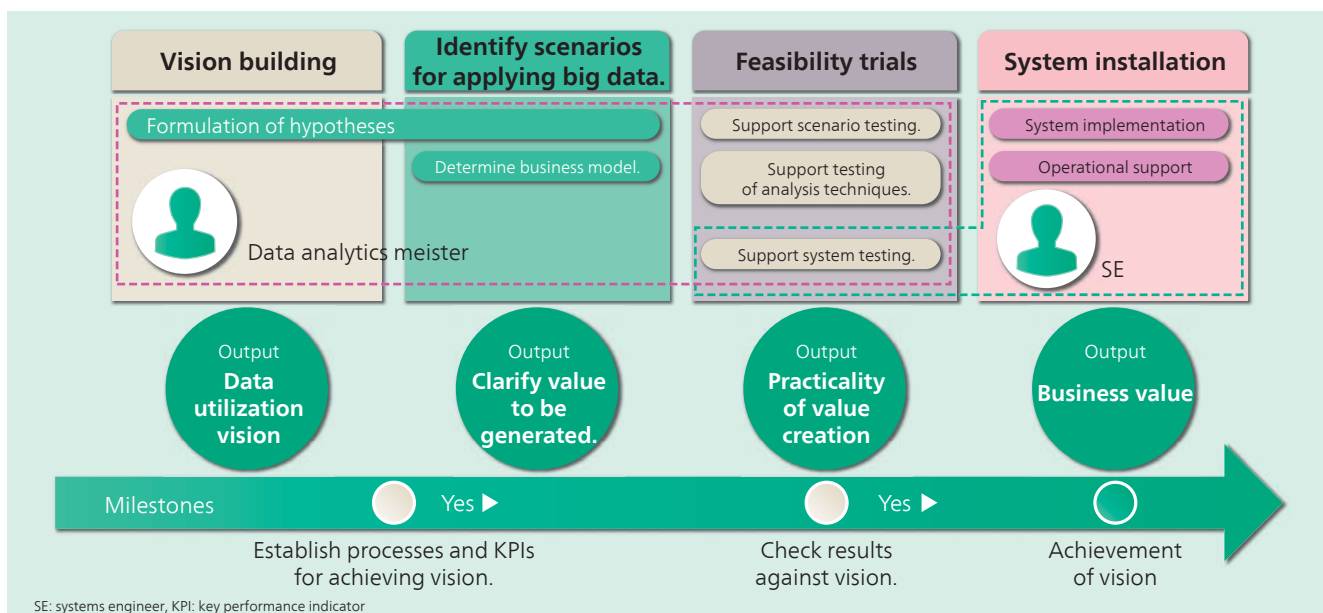 Vision building
Identify scenarios
for applying big data.
Feasibility trials
System installation
Formulation of hypotheses
Determine business model.
Data analytics meister
Support scenario testing.
Support testing
of analysis techniques.
Support system testing.
System implementation
Operational support
SE
Output
Data
utilization
vision
Output
Clarify value
to be
generated.
Output
Practicality
of value
creation
Output
Business value
Milestones
Yes ▶
Yes ▶
Establish processes and KPIs
for achieving vision.
Check results
against vision.
Achievement
of vision
SE: systems engineer, KPI: key performance indicator